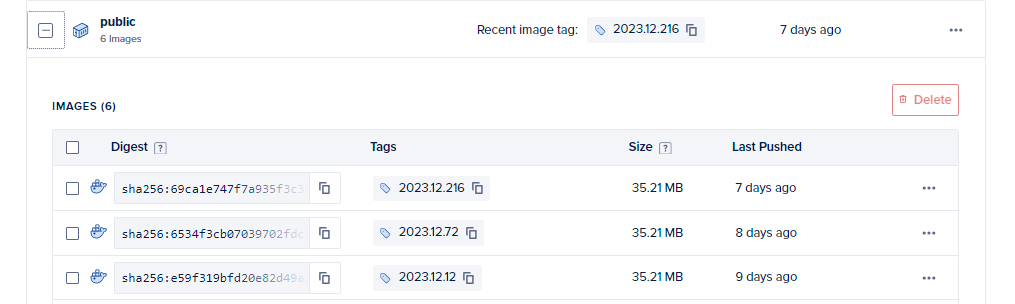 public
6 Images
Recent image tag: 2023.12.216 7 days ago
IMAGES (6)
Delete
Digest ? Tags Size ? Last Pushed
sha256:69ca1e747f7a935f3c3 2023.12.216 35.21 MB 7 days ago
sha256:6534f3cb07039702fdc 2023.12.72 35.21 MB 8 days ago
sha256:e59f319bfd20e82d49a 2023.12.12 35.21 MB 9 days ago